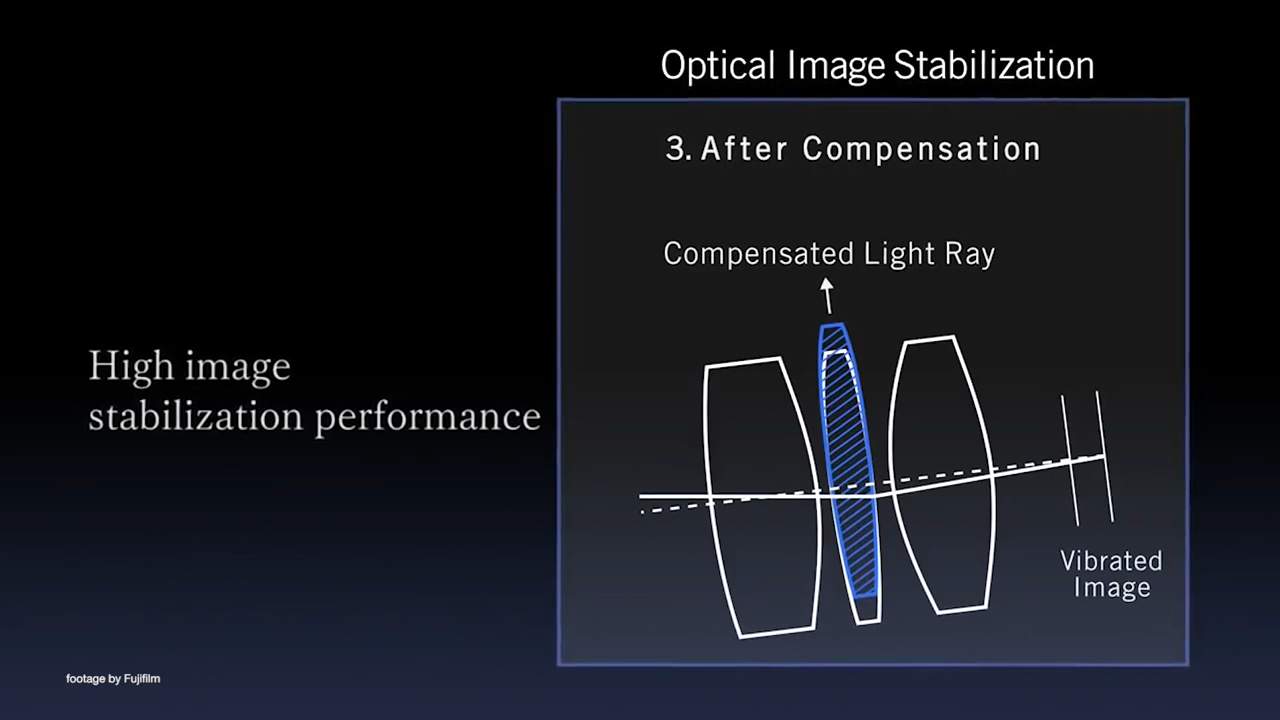 Optical Image Stabilization
3. After Compensation
Compensated Light Ray
High image
stabilization performance
Vibrated
Image
footage by Fujifilm